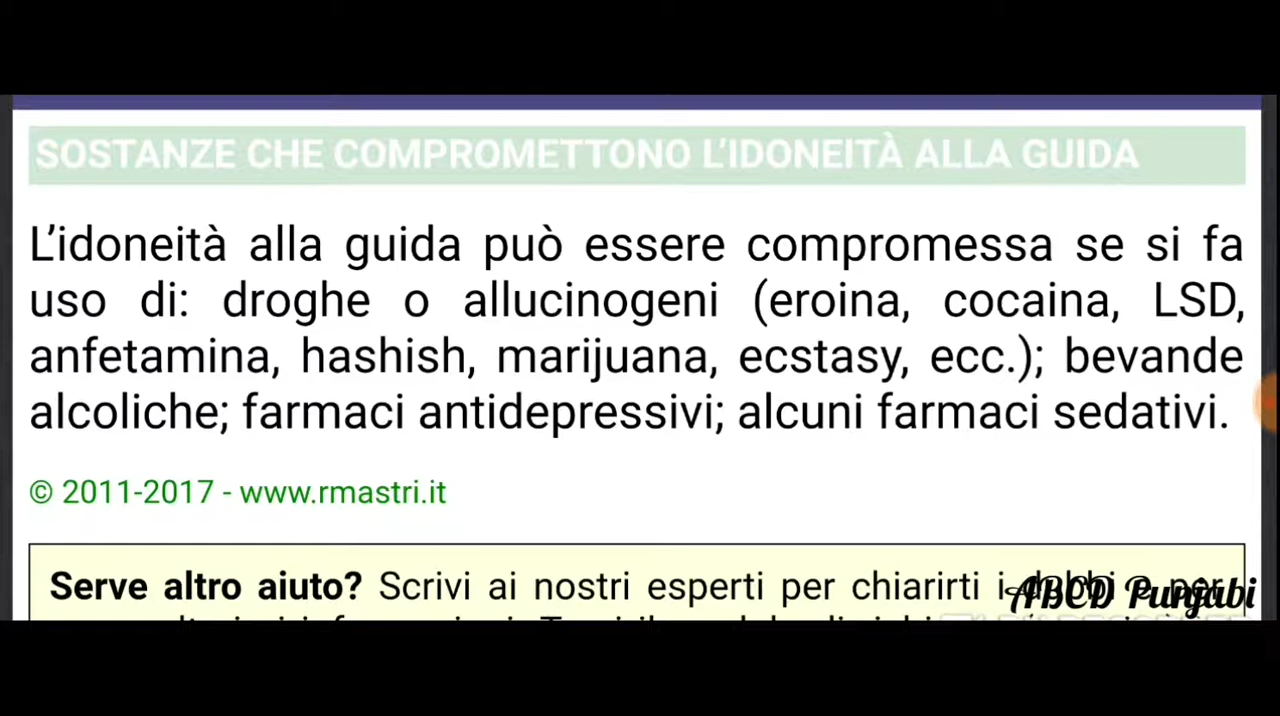 SOSTANZE CHE COMPROMETTONO L'IDONEITÀ ALLA GUIDA
L'idoneità alla guida può essere compromessa se si fa
uso di: droghe o allucinogeni (eroina, cocaina, LSD,
anfetamina, hashish, marijuana, ecstasy, ecc.); bevande
alcoliche; farmaci antidepressivi; alcuni farmaci sedativi.
© 2011-2017 - www.rmastri.it
Serve altro aiuto? Scrivi ai nostri esperti per chiarirti i dubbi e per
ABCD Punjabi